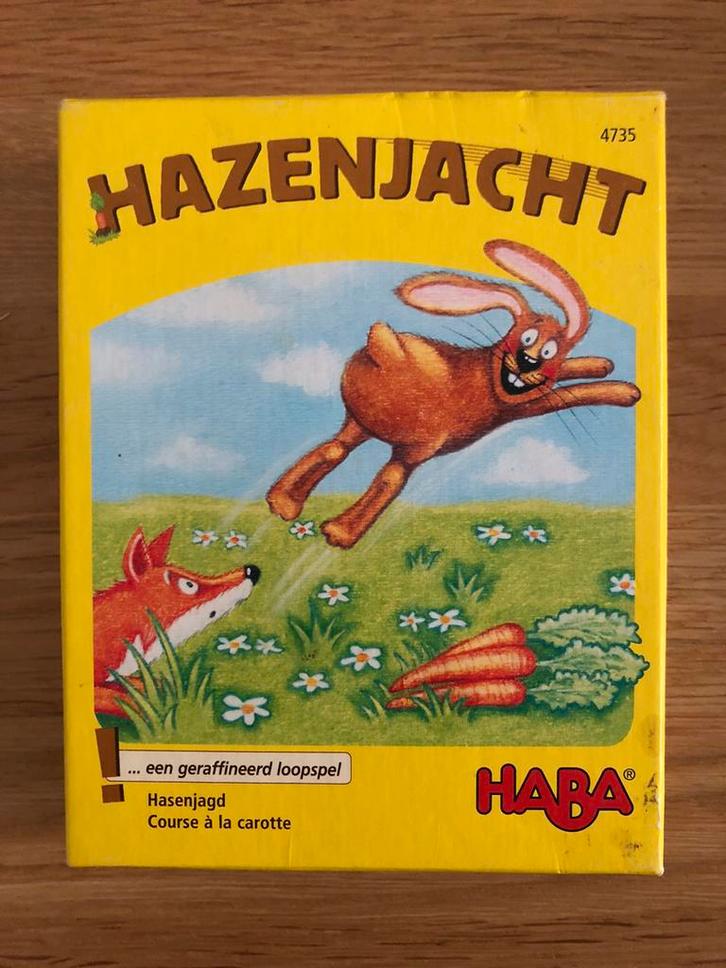 4735
HAZENJACHT
... een geraffineerd loopspel
Hasenjagd
Course à la carotte
HABA®